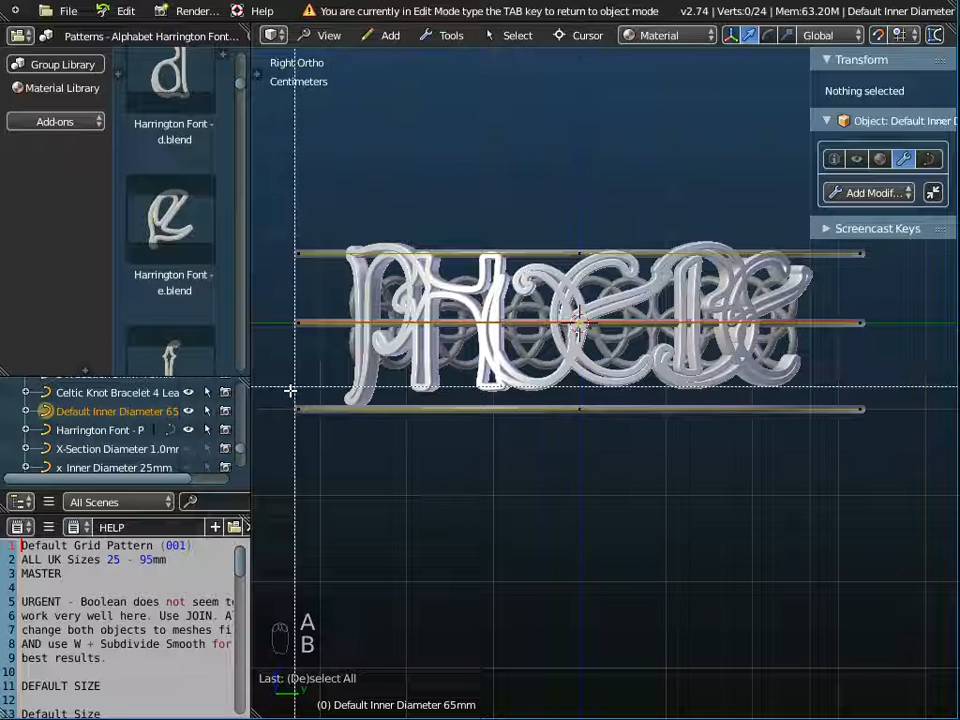 File Edit Render... Help You are currently in Edit Mode type the TAB key to return to object mode v2.74 | Verts:0/24 | Mem:63.20M | Default Inner Diameter
Patterns - Alphabet Harrington Font... View Add Tools Select Cursor Material Global
Group Library
Material Library
Add-ons
Harrington Font -
d.blend
Harrington Font -
e.blend
Right Ortho
Centimeters
PHOEBE
Transform
Nothing selected
Object: Default Inner D
Add Modif...
Screencast Keys
Celtic Knot Bracelet 4 Lea
Default Inner Diameter 65
Harrington Font - P
X-Section Diameter 1.0mr
x Inner Diameter 25mm
All Scenes
HELP
1 Default Grid Pattern (001)
2 ALL UK Sizes 25 - 95mm
3 MASTER
4
5 URGENT - Boolean does not seem t
6 work very well here. Use JOIN. A
7 change both objects to meshes fi
8 AND use W + Subdivide Smooth for
9 best results.
10
11 DEFAULT SIZE
12
13 Default Size
A
B
Last: (De)select All
y
(0) Default Inner Diameter 65mm